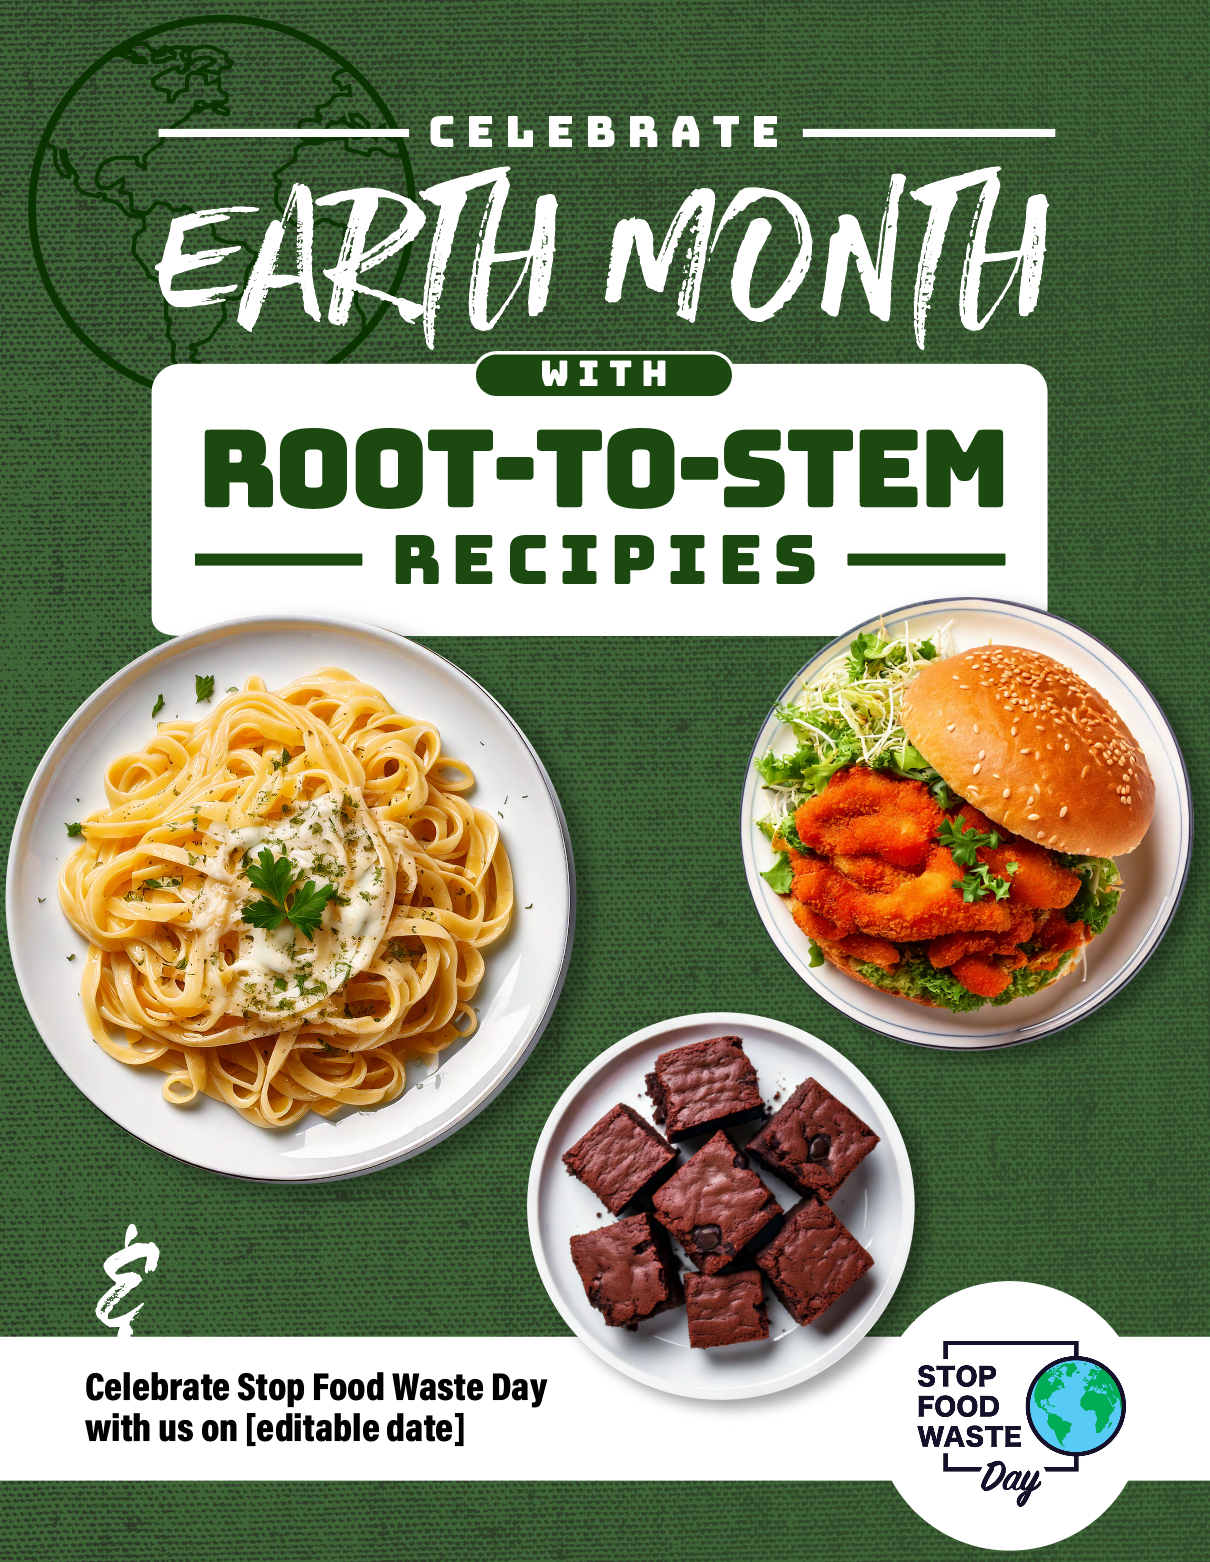 CELEBRATE
EARTH MONTH
WITH
ROOT-TO-STEM
RECIPIES
&
Celebrate Stop Food Waste Day
with us on [editable date]
STOP
FOOD
WASTE
Day